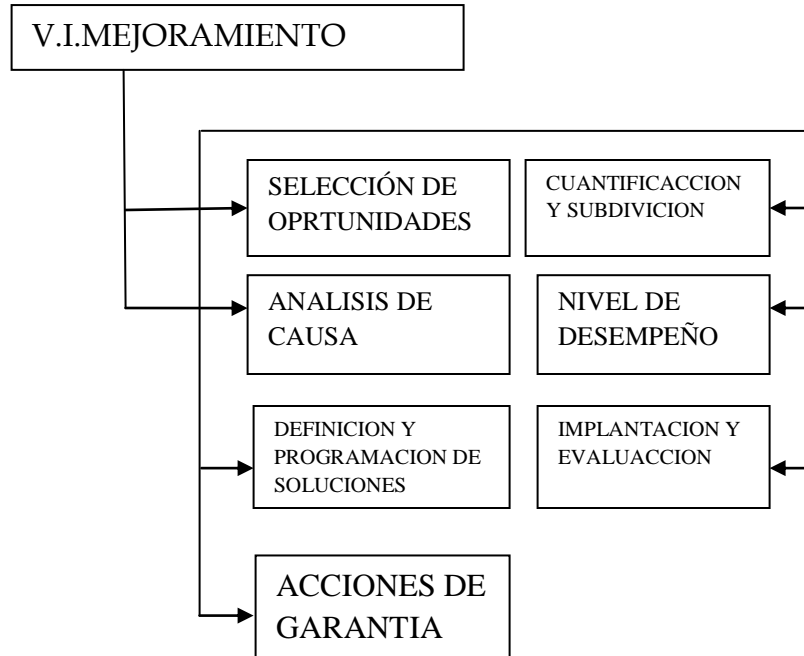 V.I.MEJORAMIENTO
SELECCIÓN DE
OPRTUNIDADES
CUANTIFICACCION
Y SUBDIVICION
ANALISIS DE
CAUSA
NIVEL DE
DESEMPEÑO
DEFINICION Y
PROGRAMACION DE
SOLUCIONES
IMPLANTACION Y
EVALUACCION
ACCIONES DE
GARANTIA